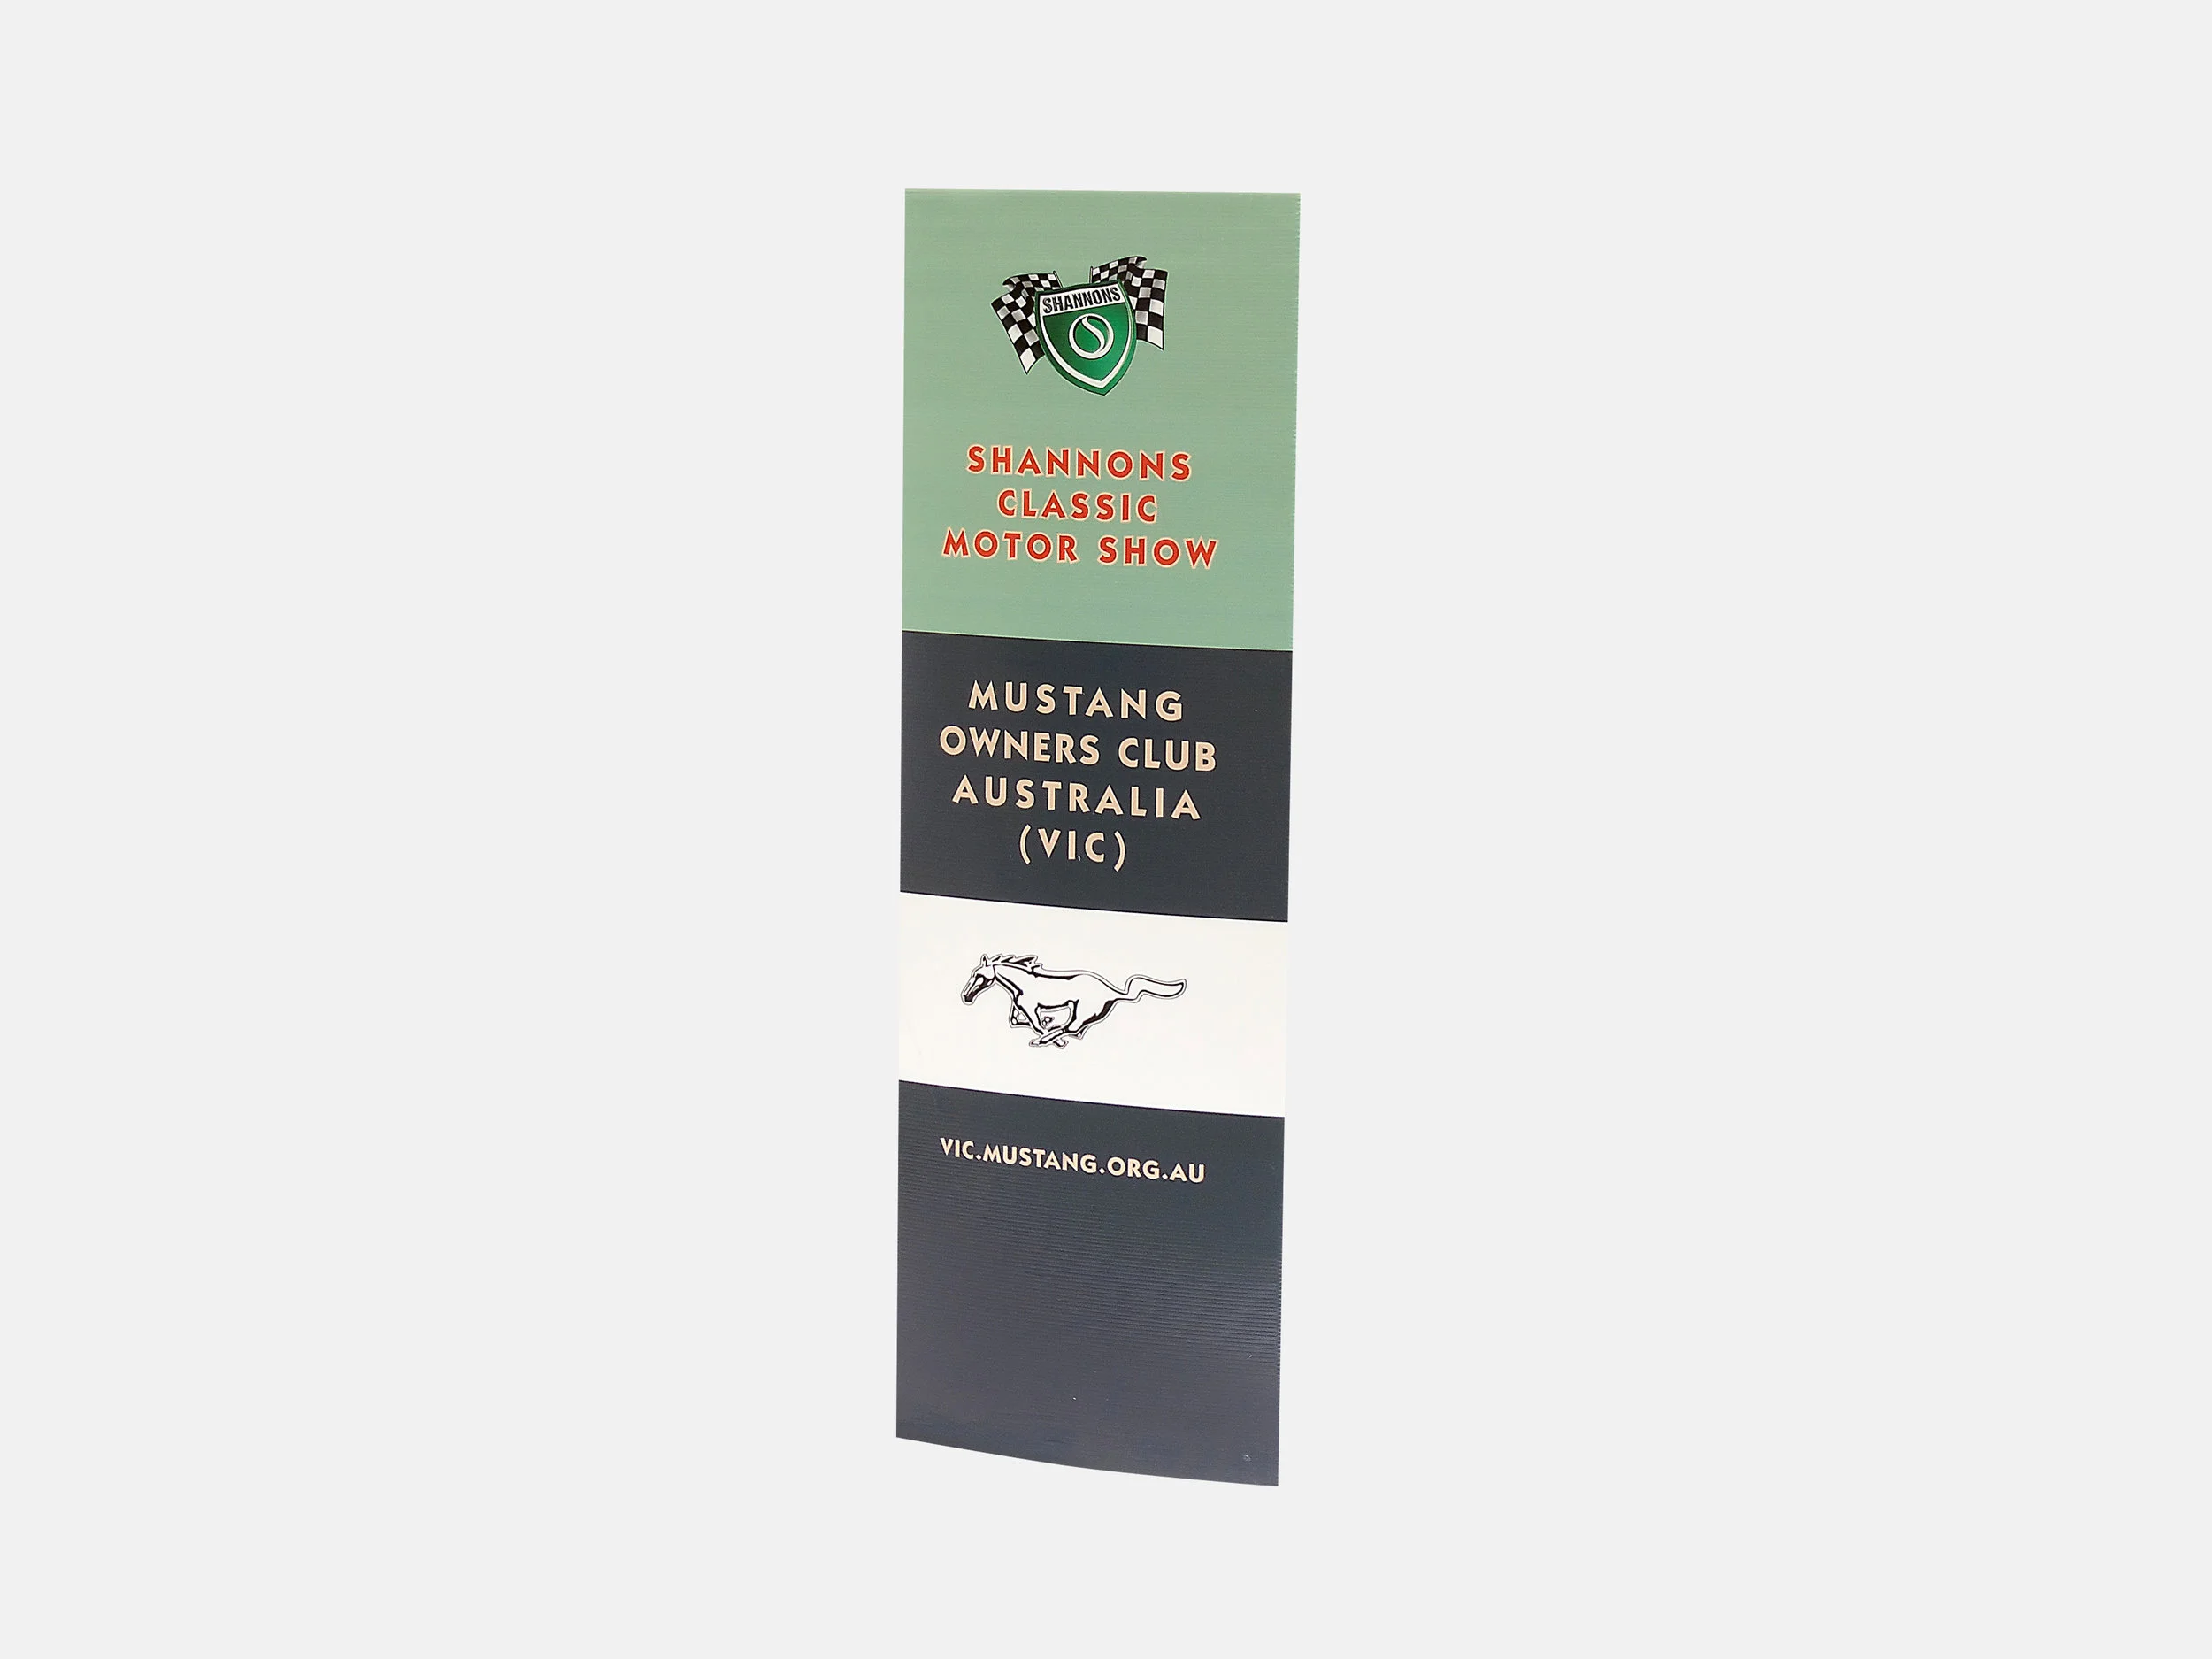 SHANNONS
SHANNONS
CLASSIC
MOTOR SHOW
MUSTANG
OWNERS CLUB
AUSTRALIA
(VIC)
VIC.MUSTANG.ORG.AU